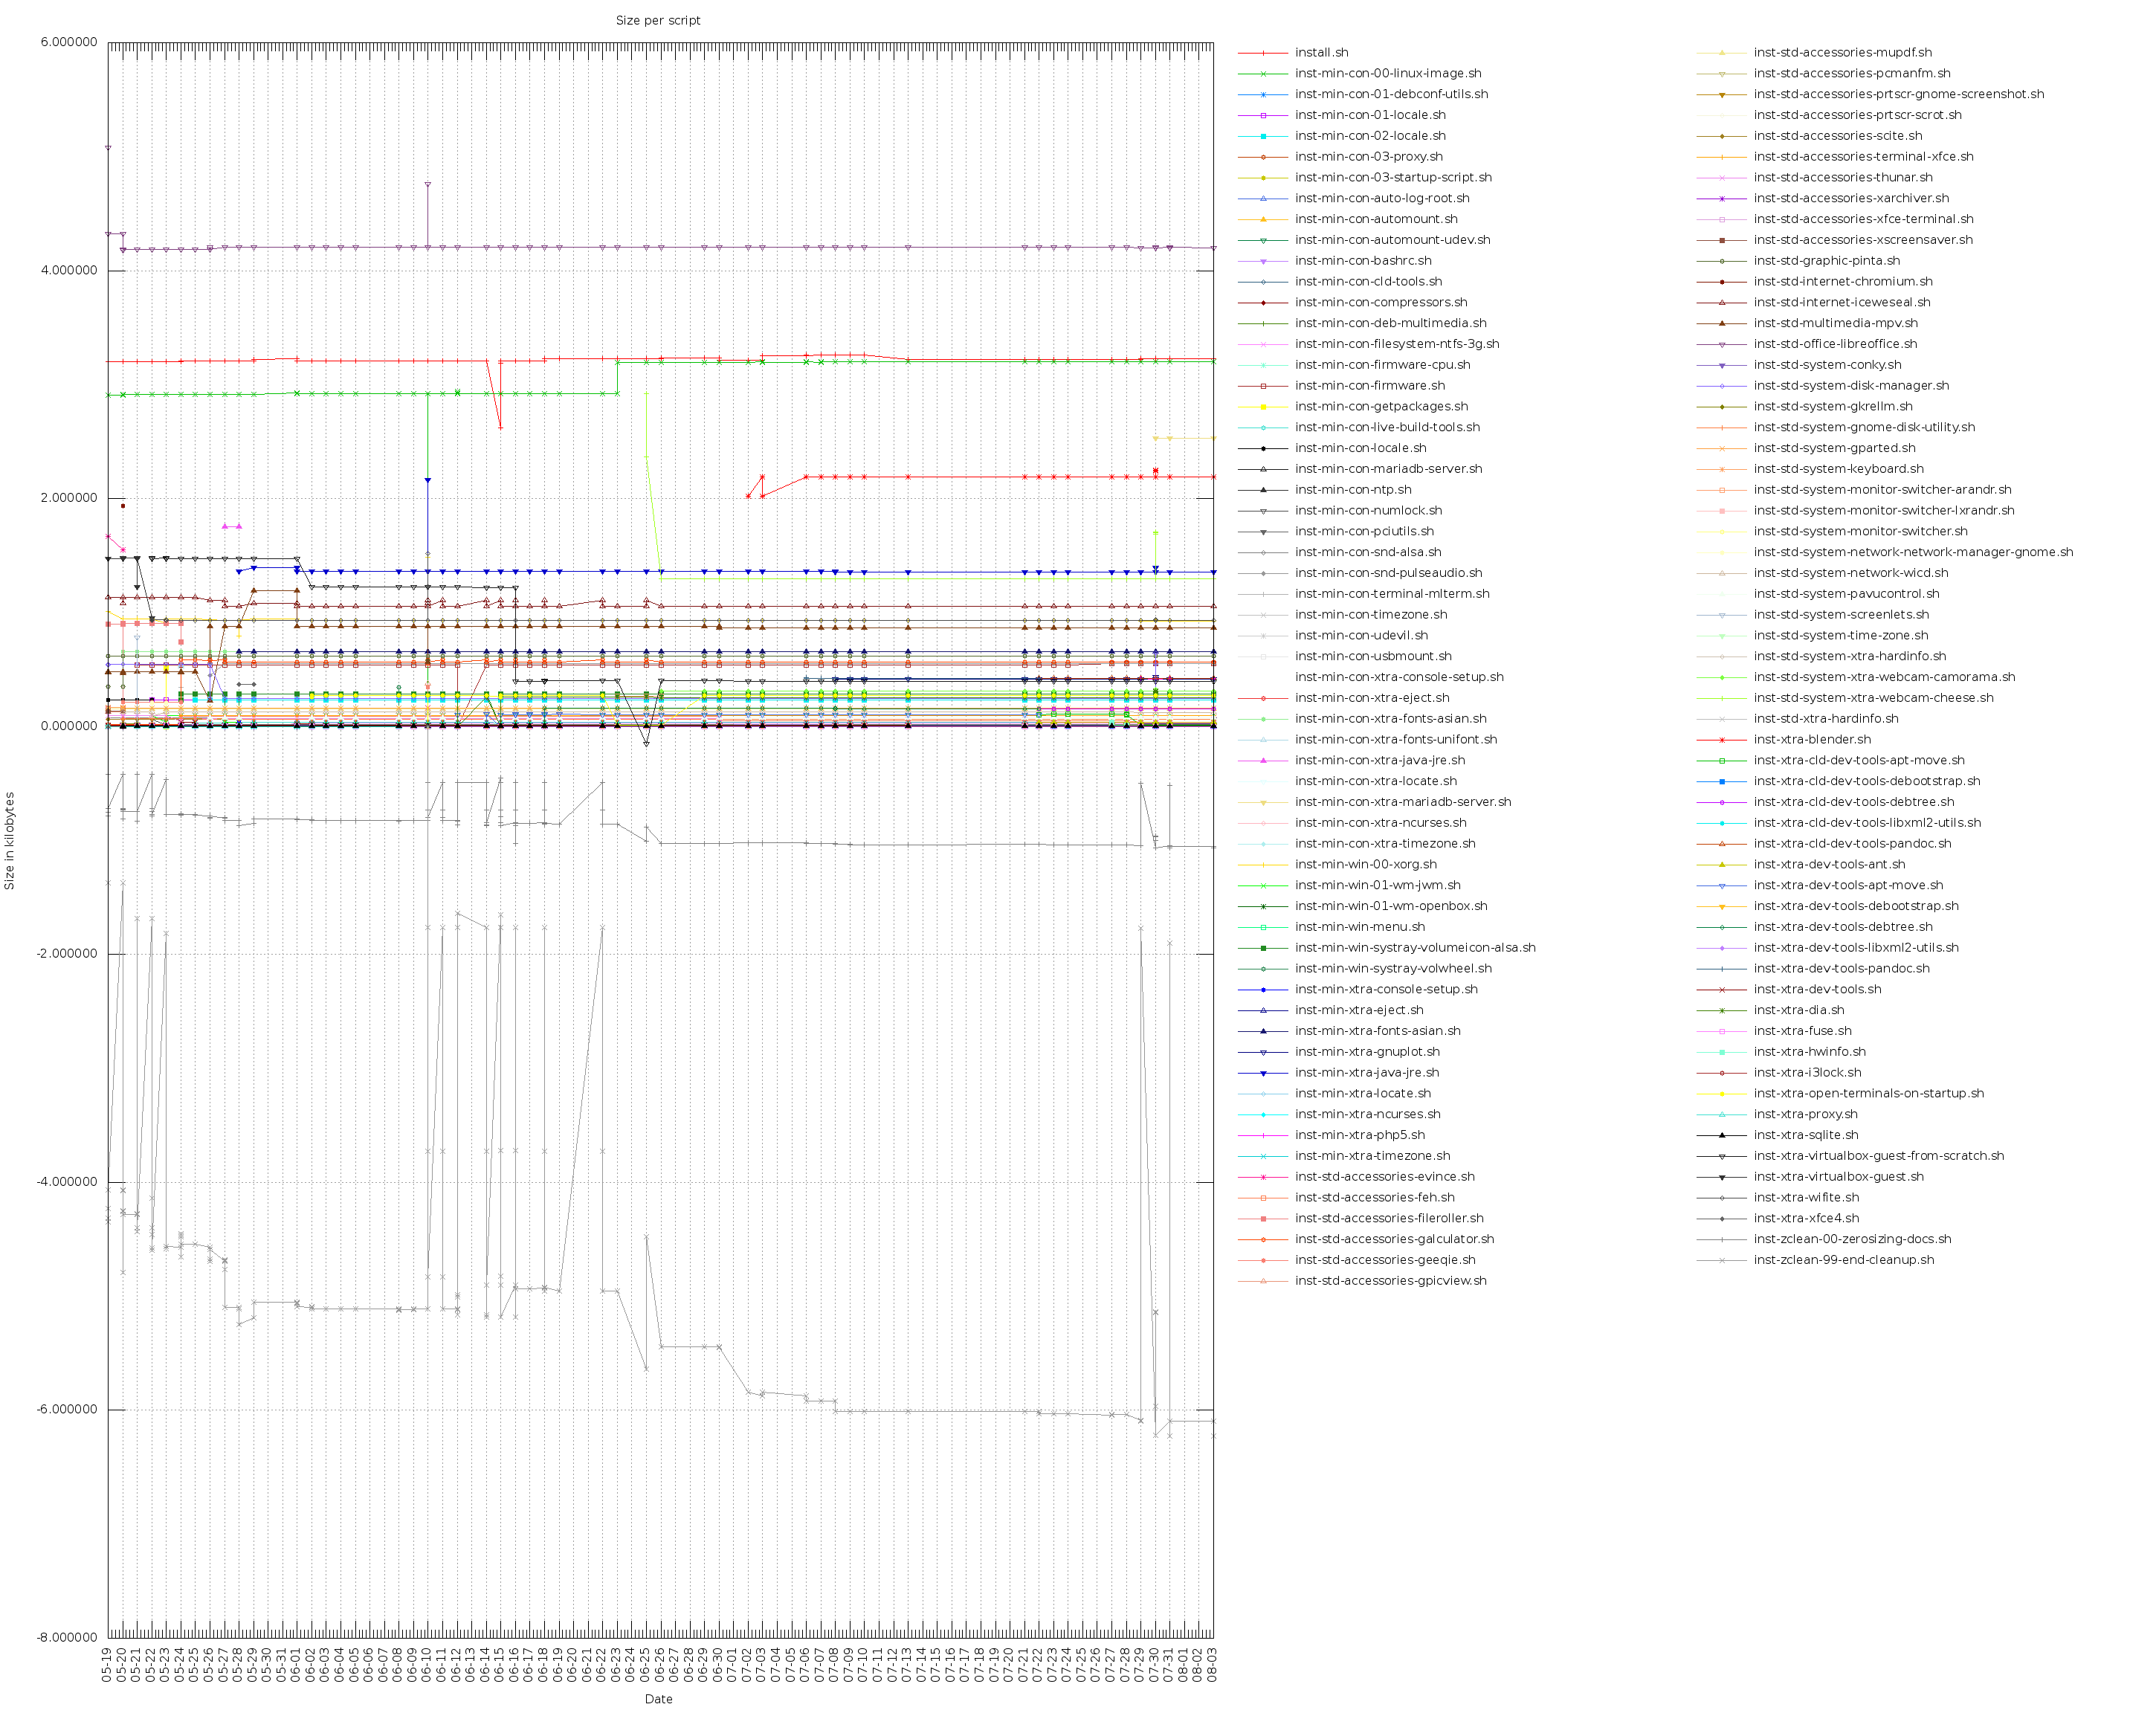 Size per script
6.000000
4.000000
2.000000
0.000000
-2.000000
-4.000000
-6.000000
-8.000000
Size in kilobytes
05-19
05-20
05-21
05-22
05-23
05-24
05-25
05-26
05-27
05-28
05-29
05-30
05-31
06-01
06-02
06-03
06-04
06-05
06-06
06-07
06-08
06-09
06-10
06-11
06-12
06-13
06-14
06-15
06-16
06-17
06-18
06-19
06-20
06-21
06-22
06-23
06-24
06-25
06-26
06-27
06-28
06-29
06-30
07-01
07-02
07-03
07-04
07-05
07-06
07-07
07-08
07-09
07-10
07-11
07-12
07-13
07-14
07-15
07-16
07-17
07-18
07-19
07-20
07-21
07-22
07-23
07-24
07-25
07-26
07-27
07-28
07-29
07-30
07-31
08-01
08-02
08-03
Date
install.sh
inst-min-con-00-linux-image.sh
inst-min-con-01-debconf-utils.sh
inst-min-con-01-locale.sh
inst-min-con-02-locale.sh
inst-min-con-03-proxy.sh
inst-min-con-03-startup-script.sh
inst-min-con-auto-log-root.sh
inst-min-con-automount.sh
inst-min-con-automount-udev.sh
inst-min-con-bashrc.sh
inst-min-con-cld-tools.sh
inst-min-con-compressors.sh
inst-min-con-deb-multimedia.sh
inst-min-con-filesystem-ntfs-3g.sh
inst-min-con-firmware-cpu.sh
inst-min-con-firmware.sh
inst-min-con-getpackages.sh
inst-min-con-live-build-tools.sh
inst-min-con-locale.sh
inst-min-con-mariadb-server.sh
inst-min-con-ntp.sh
inst-min-con-numlock.sh
inst-min-con-pciutils.sh
inst-min-con-snd-alsa.sh
inst-min-con-snd-pulseaudio.sh
inst-min-con-terminal-mlterm.sh
inst-min-con-timezone.sh
inst-min-con-udevil.sh
inst-min-con-usbmount.sh
inst-min-con-xtra-console-setup.sh
inst-min-con-xtra-eject.sh
inst-min-con-xtra-fonts-asian.sh
inst-min-con-xtra-fonts-unifont.sh
inst-min-con-xtra-java-jre.sh
inst-min-con-xtra-locate.sh
inst-min-con-xtra-mariadb-server.sh
inst-min-con-xtra-ncurses.sh
inst-min-con-xtra-timezone.sh
inst-min-win-00-xorg.sh
inst-min-win-01-wm-jwm.sh
inst-min-win-01-wm-openbox.sh
inst-min-win-menu.sh
inst-min-win-systray-volumeicon-alsa.sh
inst-min-win-systray-volwheel.sh
inst-min-xtra-console-setup.sh
inst-min-xtra-eject.sh
inst-min-xtra-fonts-asian.sh
inst-min-xtra-gnuplot.sh
inst-min-xtra-java-jre.sh
inst-min-xtra-locate.sh
inst-min-xtra-ncurses.sh
inst-min-xtra-php5.sh
inst-min-xtra-timezone.sh
inst-std-accessories-evince.sh
inst-std-accessories-feh.sh
inst-std-accessories-fileroller.sh
inst-std-accessories-galculator.sh
inst-std-accessories-geeqie.sh
inst-std-accessories-gpicview.sh
inst-std-accessories-mupdf.sh
inst-std-accessories-pcmanfm.sh
inst-std-accessories-prtscr-gnome-screenshot.sh
inst-std-accessories-prtscr-scrot.sh
inst-std-accessories-scite.sh
inst-std-accessories-terminal-xfce.sh
inst-std-accessories-thunar.sh
inst-std-accessories-xarchiver.sh
inst-std-accessories-xfce-terminal.sh
inst-std-accessories-xscreensaver.sh
inst-std-graphic-pinta.sh
inst-std-internet-chromium.sh
inst-std-internet-iceweseal.sh
inst-std-multimedia-mpv.sh
inst-std-office-libreoffice.sh
inst-std-system-conky.sh
inst-std-system-disk-manager.sh
inst-std-system-gkrellm.sh
inst-std-system-gnome-disk-utility.sh
inst-std-system-gparted.sh
inst-std-system-keyboard.sh
inst-std-system-monitor-switcher-arandr.sh
inst-std-system-monitor-switcher-lxrandr.sh
inst-std-system-monitor-switcher.sh
inst-std-system-network-network-manager-gnome.sh
inst-std-system-network-wicd.sh
inst-std-system-pavucontrol.sh
inst-std-system-screenlets.sh
inst-std-system-time-zone.sh
inst-std-system-xtra-hardinfo.sh
inst-std-system-xtra-webcam-camorama.sh
inst-std-system-xtra-webcam-cheese.sh
inst-std-xtra-hardinfo.sh
inst-xtra-blender.sh
inst-xtra-cld-dev-tools-apt-move.sh
inst-xtra-cld-dev-tools-debootstrap.sh
inst-xtra-cld-dev-tools-debtree.sh
inst-xtra-cld-dev-tools-libxml2-utils.sh
inst-xtra-cld-dev-tools-pandoc.sh
inst-xtra-dev-tools-ant.sh
inst-xtra-dev-tools-apt-move.sh
inst-xtra-dev-tools-debootstrap.sh
inst-xtra-dev-tools-debtree.sh
inst-xtra-dev-tools-libxml2-utils.sh
inst-xtra-dev-tools-pandoc.sh
inst-xtra-dev-tools.sh
inst-xtra-dia.sh
inst-xtra-fuse.sh
inst-xtra-hwinfo.sh
inst-xtra-i3lock.sh
inst-xtra-open-terminals-on-startup.sh
inst-xtra-proxy.sh
inst-xtra-sqlite.sh
inst-xtra-virtualbox-guest-from-scratch.sh
inst-xtra-virtualbox-guest.sh
inst-xtra-wifite.sh
inst-xtra-xfce4.sh
inst-zclean-00-zerosizing-docs.sh
inst-zclean-99-end-cleanup.sh